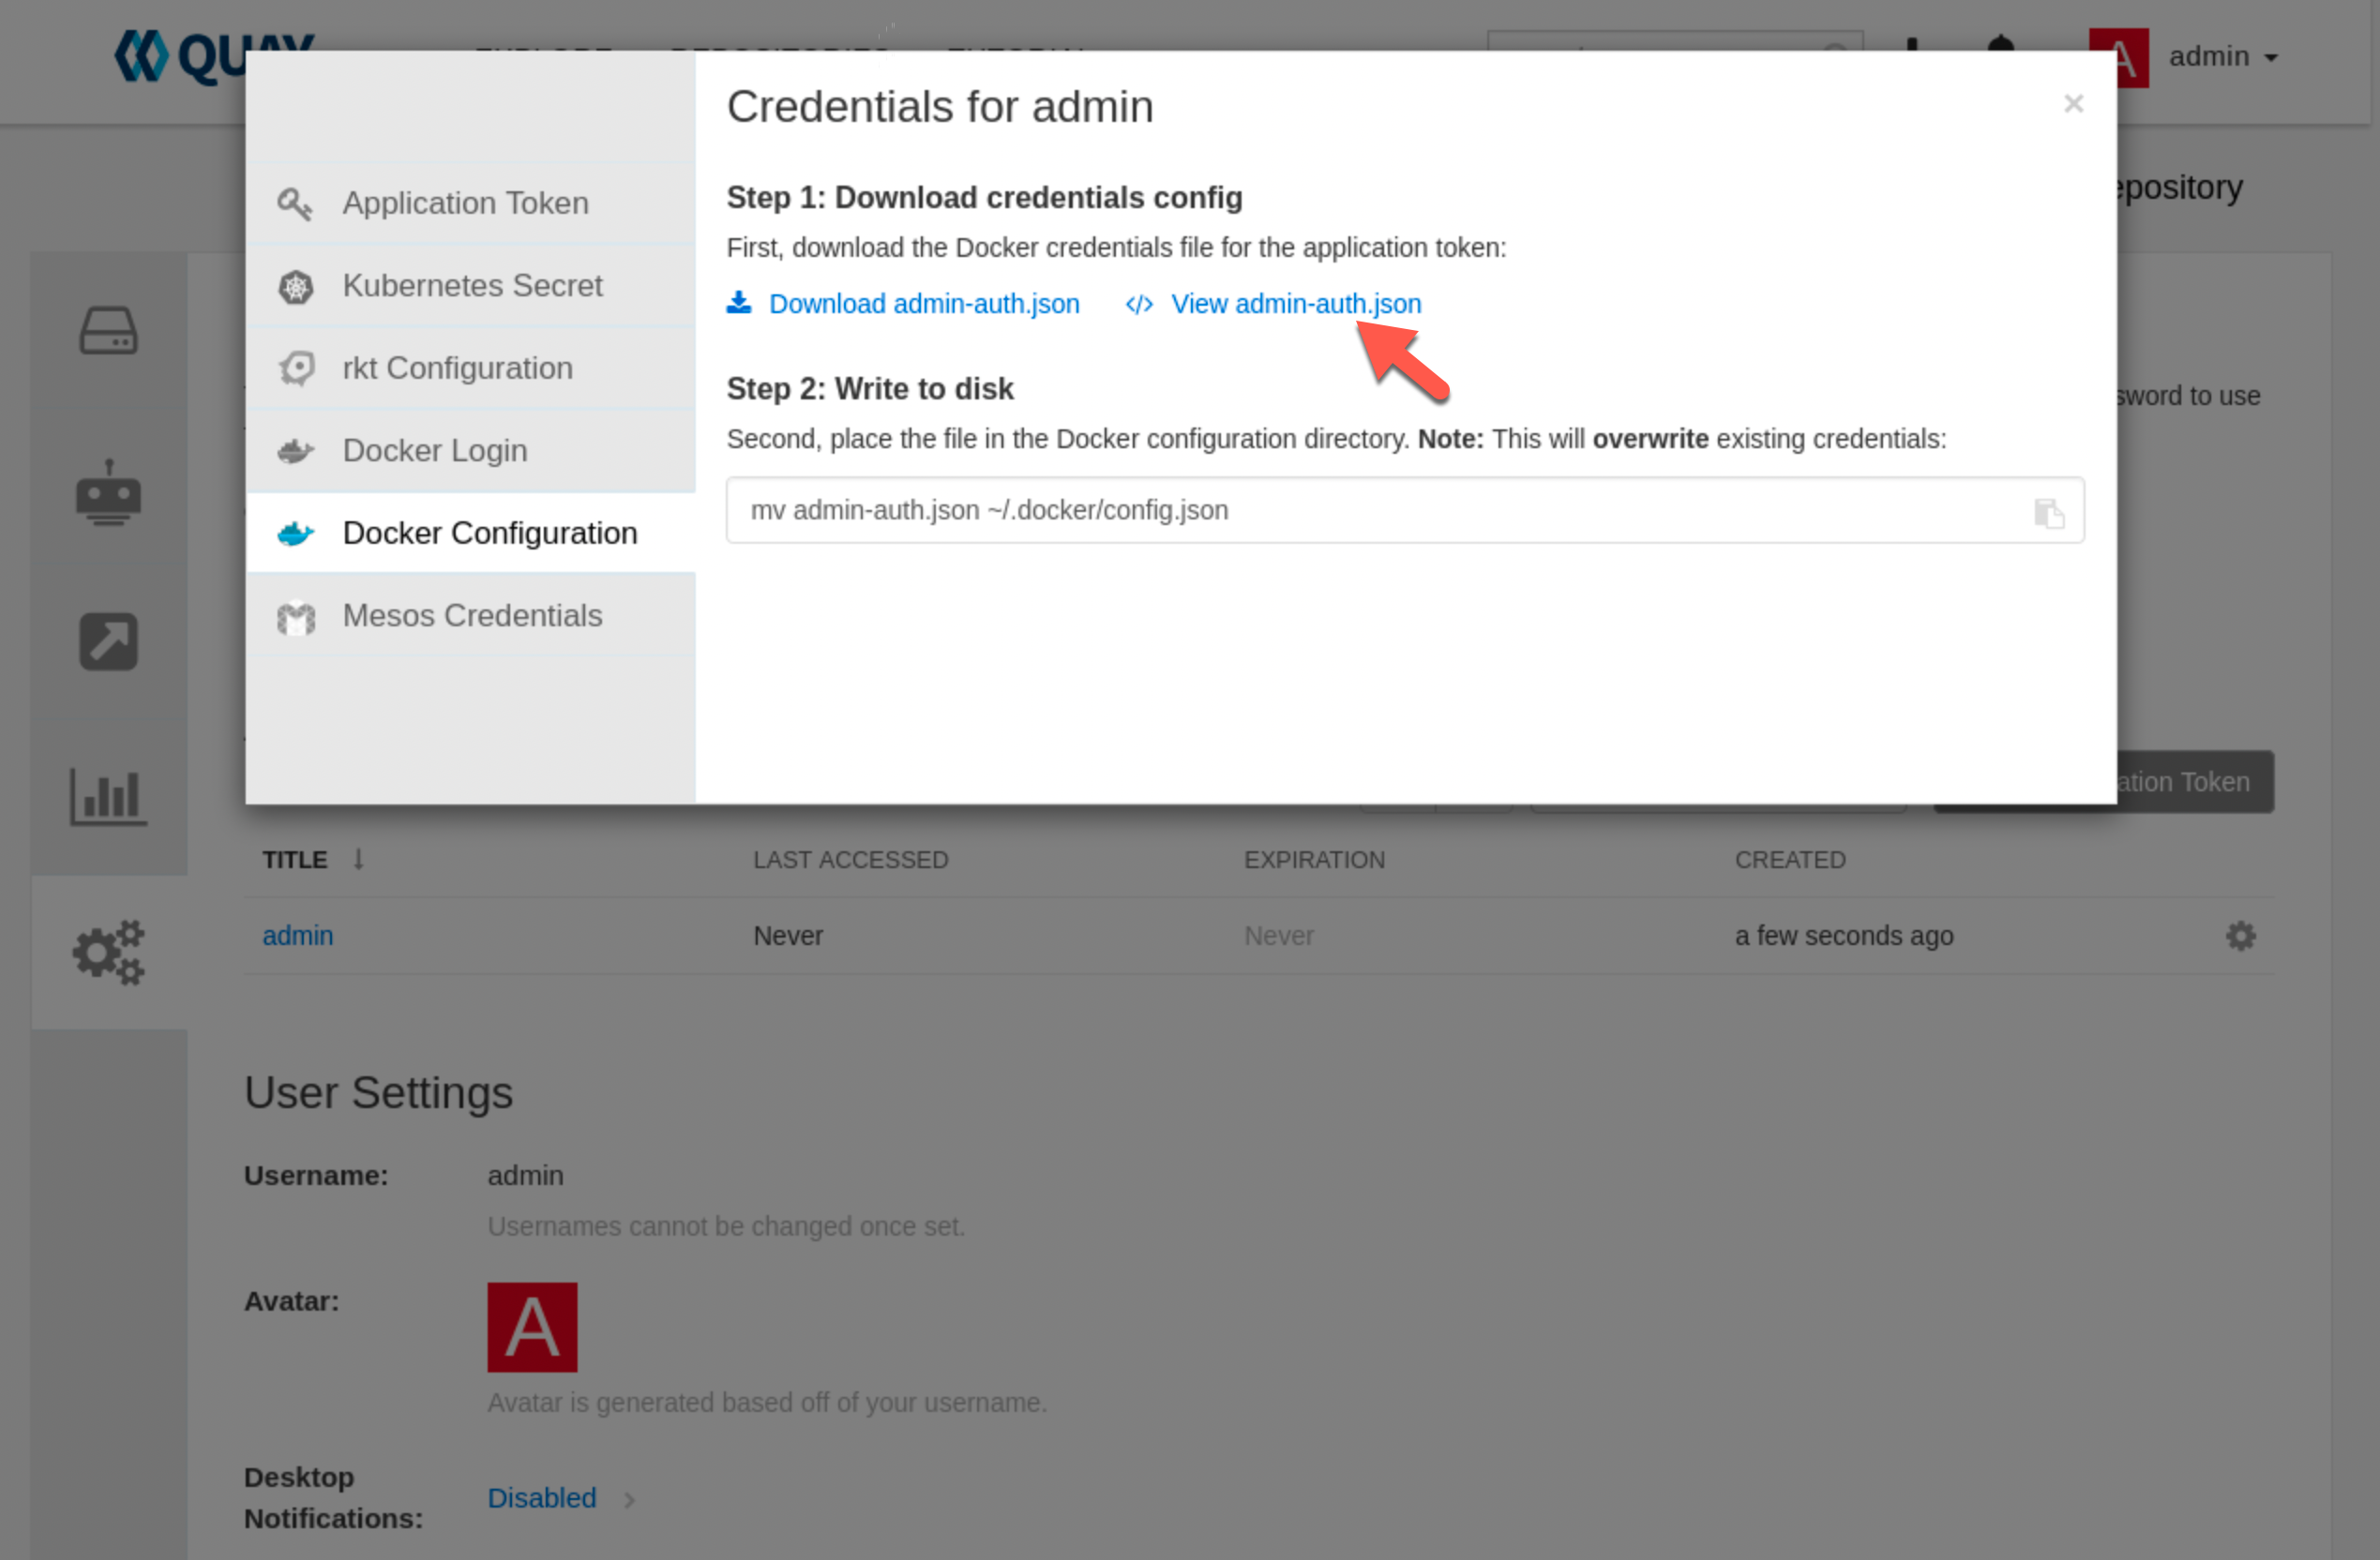 admin
Credentials for admin
Application Token
Kubernetes Secret
rkt Configuration
Docker Login
Docker Configuration
Mesos Credentials
Step 1: Download credentials config
First, download the Docker credentials file for the application token:
Download admin-auth.json </> View admin-auth.json
Step 2: Write to disk
Second, place the file in the Docker configuration directory. Note: This will overwrite existing credentials:
mv admin-auth.json ~/.docker/config.json
to use
Token
TITLE LAST ACCESSED EXPIRATION CREATED
admin Never Never a few seconds ago
User Settings
Username: admin
Usernames cannot be changed once set.
Avatar: A
Avatar is generated based off of your username.
Desktop
Notifications: Disabled